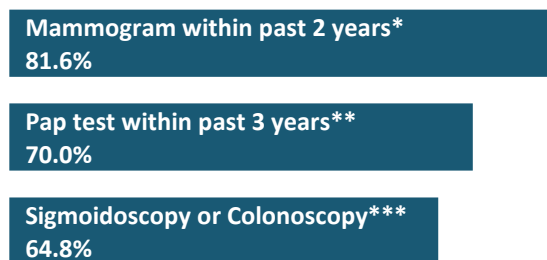 Mammogram within past 2 years*
81.6%
Pap test within past 3 years**
70.0%
Sigmoidoscopy or Colonoscopy***
64.8%